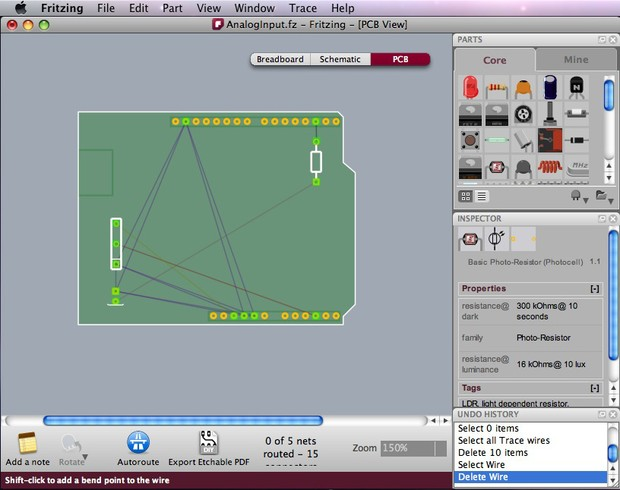 Fritzing File Edit Part View Window Trace Help
AnalogInput.fz - Fritzing - [PCB View]
Breadboard Schematic PCB
PARTS
Core Mine
MHz
INSPECTOR
Basic Photo-Resistor (Photocell) 1.1
Properties [-]
resistance@ dark 300 kOhms@ 10 seconds
family Photo-Resistor
resistance@ luminance 16 kOhms@ 10 lux
Tags [-]
LDR, light dependent resistor,
UNDO HISTORY
Select 0 items
Select all Trace wires
Delete 10 items
Select Wire
Delete Wire
DIY
Add a note Rotate Autoroute Export Etchable PDF
0 of 5 nets
routed - 15
Zoom 150%
Shift-click to add a bend point to the wire